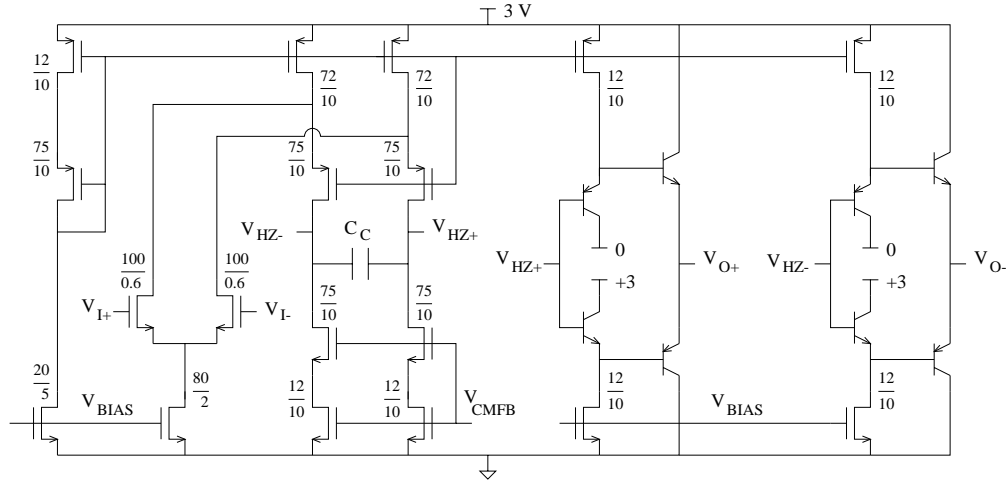 3 V
12/10
72/10
72/10
12/10
12/10
75/10
75/10
75/10
V_HZ-
C_C
V_HZ+
V_HZ+
0
+3
V_O+
V_HZ-
0
+3
V_O-
100/0.6
100/0.6
V_I+
V_I-
75/10
75/10
20/5
V_BIAS
80/2
12/10
12/10
V_CMFB
12/10
V_BIAS
12/10